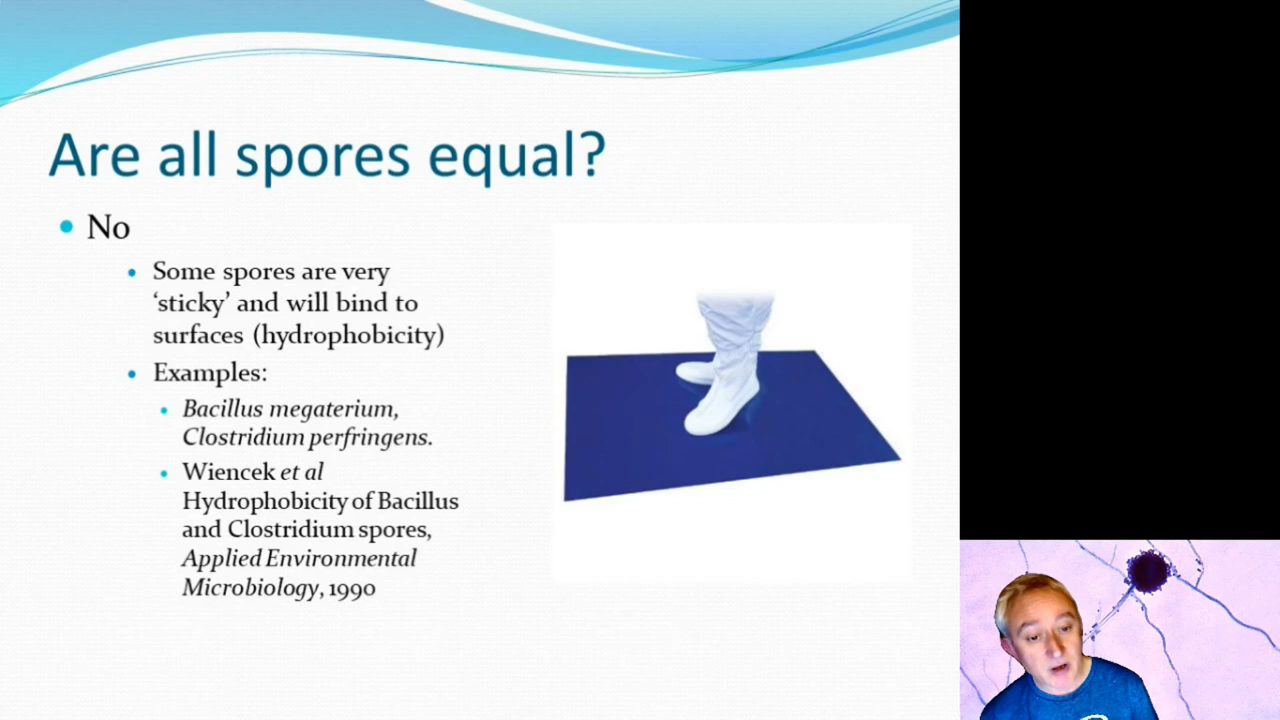 Are all spores equal?
No
Some spores are very
‘sticky’ and will bind to
surfaces (hydrophobicity)
Examples:
Bacillus megaterium,
Clostridium perfringens.
Wiencek et al
Hydrophobicity of Bacillus
and Clostridium spores,
Applied Environmental
Microbiology, 1990